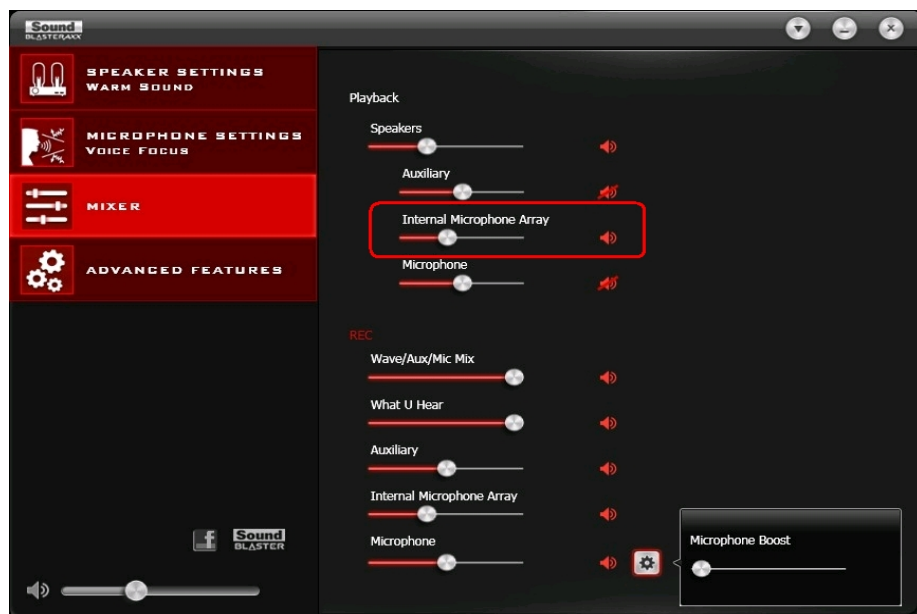 Sound
BLASTERAXX
SPEAKER SETTINGS
WARM SOUND
MICROPHONE SETTINGS
VOICE FOCUS
MIXER
ADVANCED FEATURES
Sound
BLASTER
Playback
Speakers
Auxiliary
Internal Microphone Array
Microphone
REC
Wave/Aux/Mic Mix
What U Hear
Auxiliary
Internal Microphone Array
Microphone
Microphone Boost